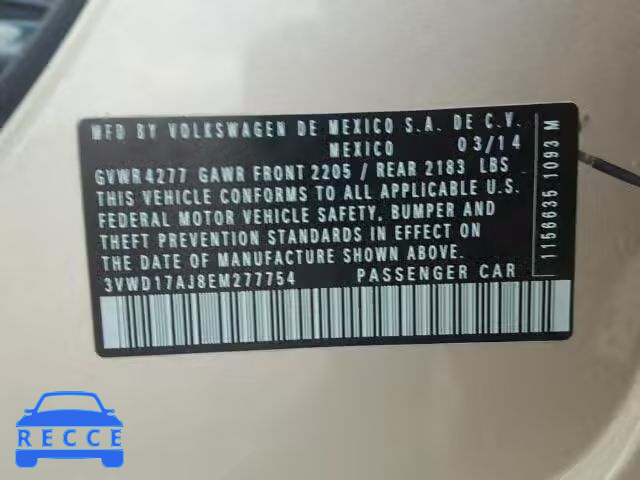 MFD BY VOLKSWAGEN DE MEXICO S.A. DE C.V.
MEXICO 03/14
GVWR 4277 GAWR FRONT 2205 / REAR 2183 LBS
THIS VEHICLE CONFORMS TO ALL APPLICABLE U.S.
FEDERAL MOTOR VEHICLE SAFETY, BUMPER AND
THEFT PREVENTION STANDARDS IN EFFECT ON
THE DATE OF MANUFACTURE SHOWN ABOVE.
3VWD17AJ8EM277754 PASSENGER CAR
1156635 1093 M
RECCE